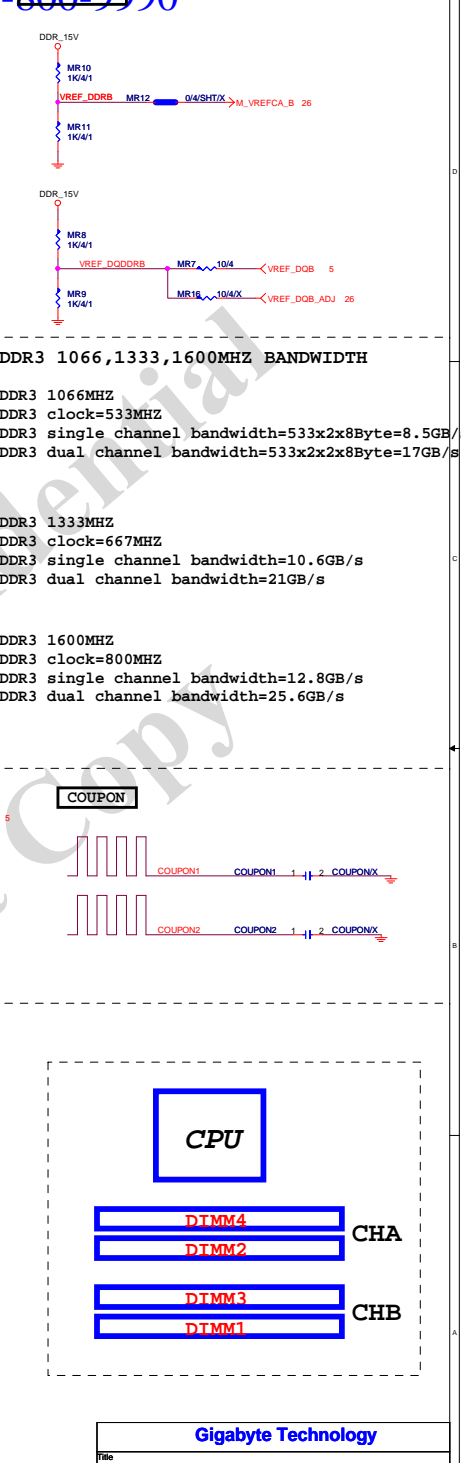 -800-9990
DDR_15V
MR10
1K/4/1
VREF_DDRB MR12 0/4/SHT/X M_VREFCA_B 26
MR11
1K/4/1
DDR_15V
MR8
1K/4/1
VREF_DQDDRB MR7 10/4 VREF_DQB 5
MR9
1K/4/1
MR16 10/4/X VREF_DQB_ADJ 26
D
DDR3 1066,1333,1600MHZ BANDWIDTH
DDR3 1066MHZ
DDR3 clock=533MHZ
DDR3 single channel bandwidth=533x2x8Byte=8.5GB/
DDR3 dual channel bandwidth=533x2x2x8Byte=17GB/s
DDR3 1333MHZ
DDR3 clock=667MHZ
DDR3 single channel bandwidth=10.6GB/s
DDR3 dual channel bandwidth=21GB/s
C
DDR3 1600MHZ
DDR3 clock=800MHZ
DDR3 single channel bandwidth=12.8GB/s
DDR3 dual channel bandwidth=25.6GB/s
dential
Copy
COUPON
5
COUPON1 COUPON1 1 2 COUPON/X
COUPON2 COUPON2 1 2 COUPON/X
B
CPU
DIMM4
DIMM2
CHA
DIMM3
DIMM1
CHB
A
Gigabyte Technology
Title